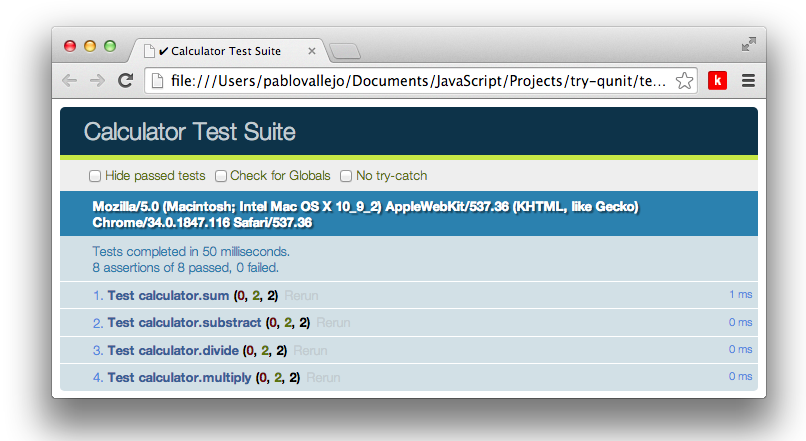 ✔ Calculator Test Suite
file:///Users/pablovallejo/Documents/JavaScript/Projects/try-qunit/te...
k
Calculator Test Suite
Hide passed tests Check for Globals No try-catch
Mozilla/5.0 (Macintosh; Intel Mac OS X 10_9_2) AppleWebKit/537.36 (KHTML, like Gecko)
Chrome/34.0.1847.116 Safari/537.36
Tests completed in 50 milliseconds.
8 assertions of 8 passed, 0 failed.
1. Test calculator.sum (0, 2, 2) Rerun 1 ms
2. Test calculator.substract (0, 2, 2) Rerun 0 ms
3. Test calculator.divide (0, 2, 2) Rerun 0 ms
4. Test calculator.multiply (0, 2, 2) Rerun 0 ms